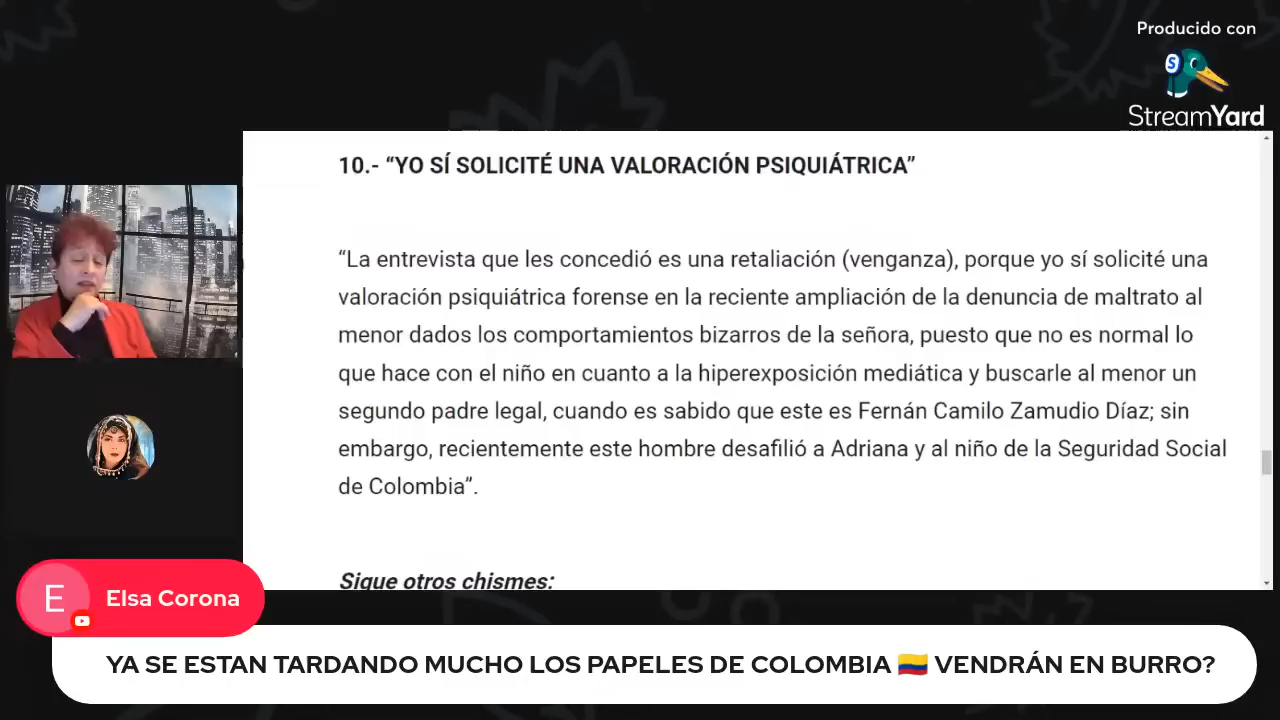 Producido con
S
StreamYard
10.- “YO SÍ SOLICITÉ UNA VALORACIÓN PSIQUIÁTRICA”
“La entrevista que les concedió es una retaliación (venganza), porque yo sí solicité una
valoración psiquiátrica forense en la reciente ampliación de la denuncia de maltrato al
menor dados los comportamientos bizarros de la señora, puesto que no es normal lo
que hace con el niño en cuanto a la hiperexposición mediática y buscarle al menor un
segundo padre legal, cuando es sabido que este es Fernán Camilo Zamudio Díaz; sin
embargo, recientemente este hombre desafilió a Adriana y al niño de la Seguridad Social
de Colombia”.
Sigue otros chismes:
E
Elsa Corona
YA SE ESTAN TARDANDO MUCHO LOS PAPELES DE COLOMBIA 🇨🇴 VENDRÁN EN BURRO?